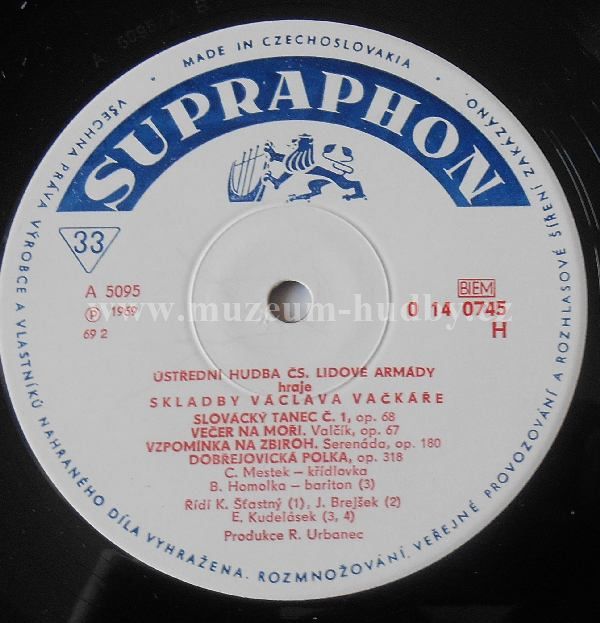 MADE IN CZECHOSLOVAKIA
SUPRAPHON
33
A 5095
℗ 1969
69 2
BIEM
0 14 0745
H
www.muzeum-hudby.cz
ÚSTŘEDNÍ HUDBA ČS. LIDOVÉ ARMÁDY
hraje
SKLADBY VÁCLAVA VAČKÁŘE
SLOVÁCKÝ TANEC Č. 1, op. 68
VEČER NA MOŘI. Valčík, op. 67
VZPOMÍNKA NA ZBIROH. Serenáda, op. 180
DOBŘEJOVICKÁ POLKA, op. 318
C. Mestek – křídlovka
B. Homolka – bariton (3)
Řídí K. Šťastný (1), J. Brejšek (2)
E. Kudelásek (3, 4)
Produkce R. Urbanec
VŠECHNA PRÁVA VÝROBCE A VLASTNÍKŮ NAHRANÉHO DÍLA VYHRAŽENA. ROZMNOŽOVÁNÍ, VEŘEJNÉ PROVOZOVÁNÍ A ROZHLASOVÉ ŠÍŘENÍ ZAKÁZÁNO.